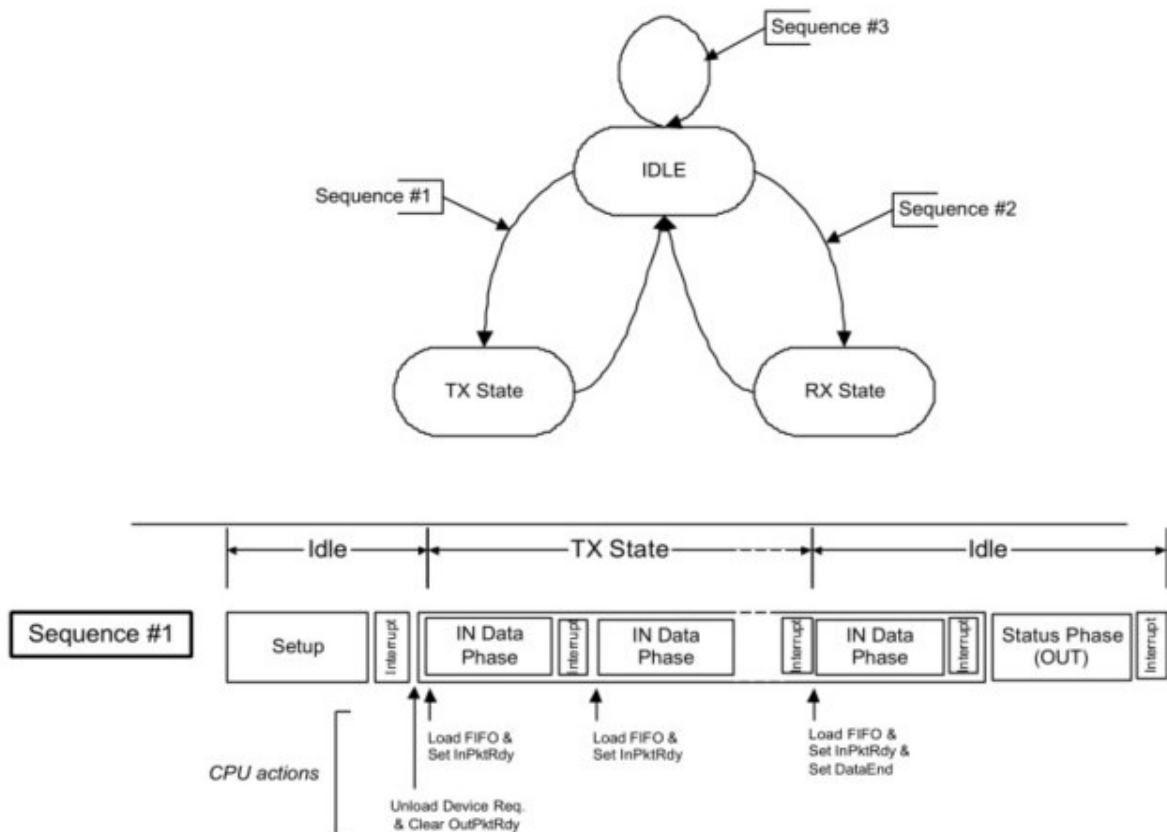 Sequence #3
IDLE
Sequence #1
Sequence #2
TX State
RX State
Idle
TX State
Idle
Sequence #1
Setup
Interrupt
IN Data
Phase
Interrupt
IN Data
Phase
Interrupt
IN Data
Phase
Interrupt
Status Phase
(OUT)
Interrupt
CPU actions
Load FIFO &
Set InPktRdy
Load FIFO &
Set InPktRdy
Load FIFO &
Set InPktRdy &
Set DataEnd
Unload Device Req.
& Clear OutPktRdy